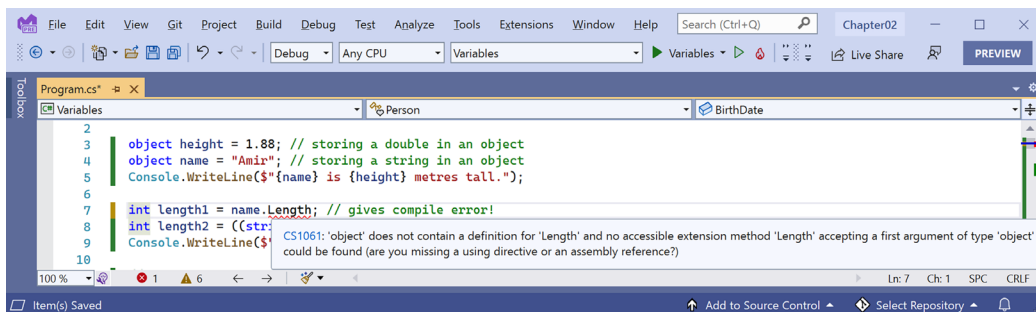 File Edit View Git Project Build Debug Test Analyze Tools Extensions Window Help Search (Ctrl+Q) Chapter02
Debug Any CPU Variables Variables Live Share PREVIEW
Toolbox
Program.cs*
C# Variables Person BirthDate
2
3 object height = 1.88; // storing a double in an object
4 object name = "Amir"; // storing a string in an object
5 Console.WriteLine($"{name} is {height} metres tall.");
6
7 int length1 = name.Length; // gives compile error!
8 int length2 = ((stri
9 Console.WriteLine($"
10
CS1061: 'object' does not contain a definition for 'Length' and no accessible extension method 'Length' accepting a first argument of type 'object'
could be found (are you missing a using directive or an assembly reference?)
100 % 1 6 Ln: 7 Ch: 1 SPC CRLF
Item(s) Saved Add to Source Control Select Repository